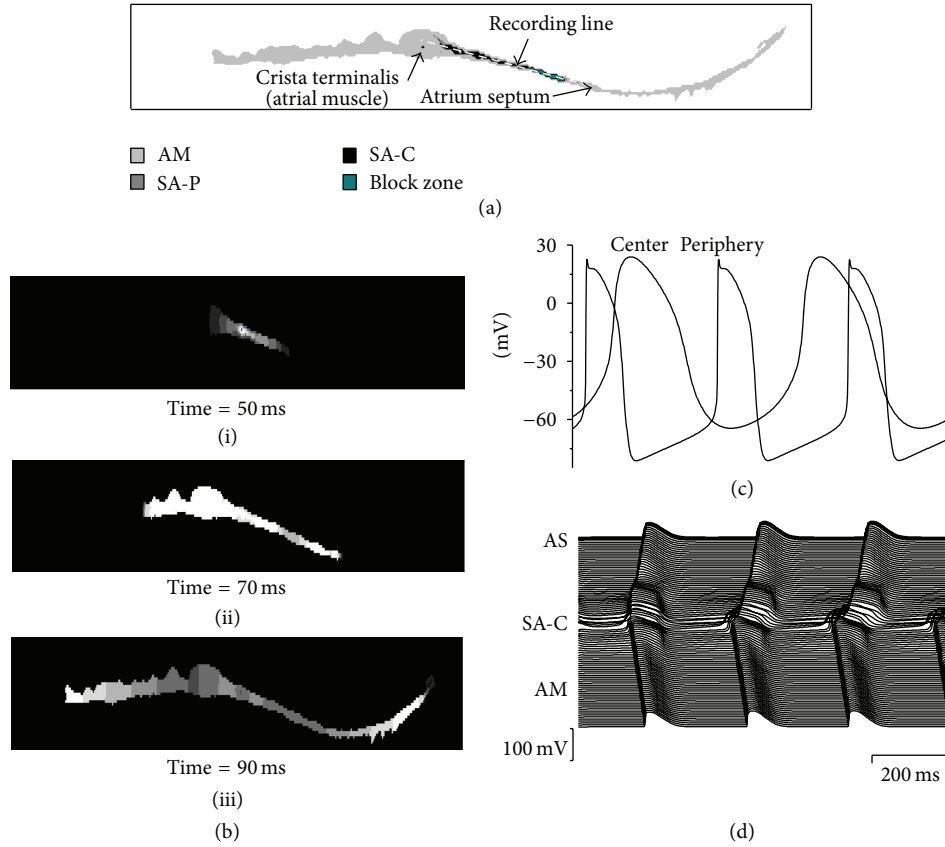 Recording line
Crista terminalis
(atrial muscle)
Atrium septum
AM
SA-C
SA-P
Block zone
(a)
Time = 50 ms
(i)
Time = 70 ms
(ii)
Time = 90 ms
(iii)
(b)
30
Center
Periphery
0
(mV)
−30
−60
(c)
AS
SA-C
AM
100 mV
200 ms
(d)